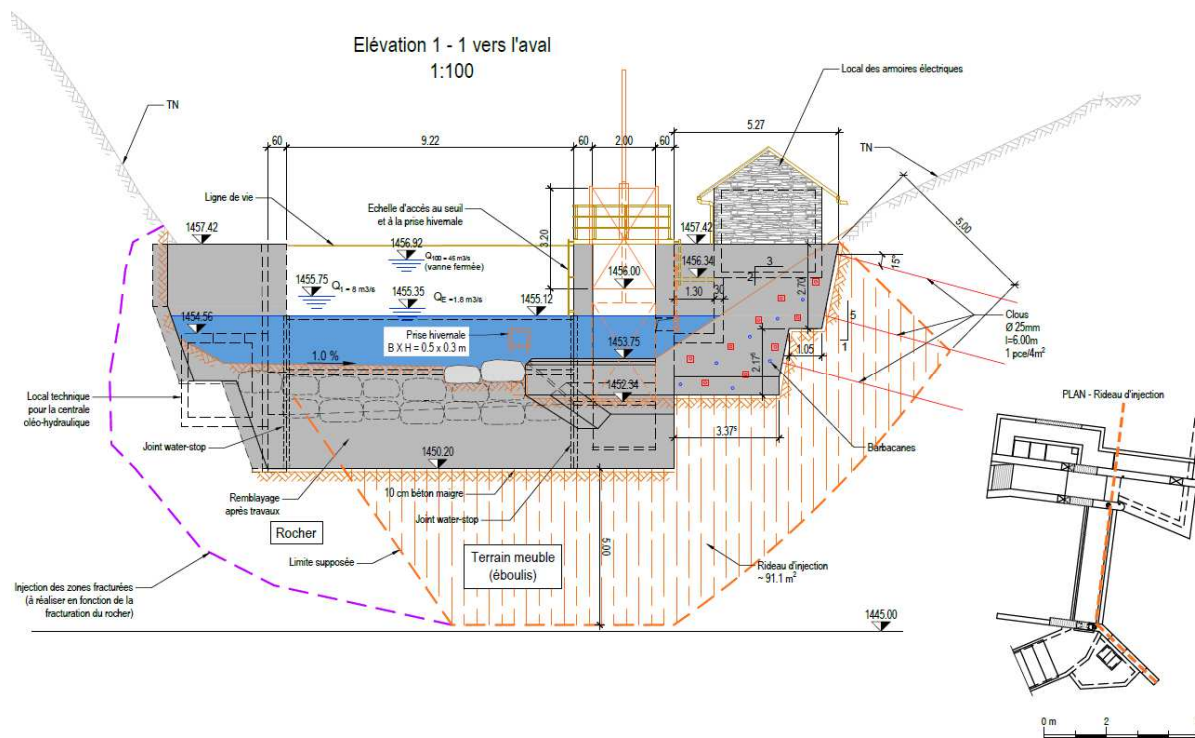 Elévation 1 - 1 vers l'aval
1:100
Local des armoires électriques
TN
5.27
60
9.22
60
2.00
60
TN
Ligne de vie
Echelle d'accès au seuil
et à la prise hivernale
3.20
5.00
1457.42
1456.92
Q100 = 45 m3/s
(vanne fermée)
1457.42
1456.34
3
2
15°
1456.00
1.30
30
2.70
1455.75
Q1 = 8 m3/s
1455.35
QE = 1.8 m3/s
1455.12
Clous
Ø 25mm
l=6.00m
1 pce/4m²
1454.56
Prise hivernale
B X H = 0.5 x 0.3 m
1453.75
5
1
1.05
1.0 %
2.17⁵
1452.34
PLAN - Rideau d'injection
Local technique
pour la centrale
oléo-hydraulique
3.37⁵
Joint water-stop
Barbacanes
1450.20
10 cm béton maigre
Remblayage
après travaux
Joint water-stop
Rocher
Limite supposée
Terrain meuble
(éboulis)
5.00
Rideau d'injection
~ 91.1 m²
Injection des zones fracturées
(à réaliser en fonction de la
fracturation du rocher)
1445.00
0 m
2